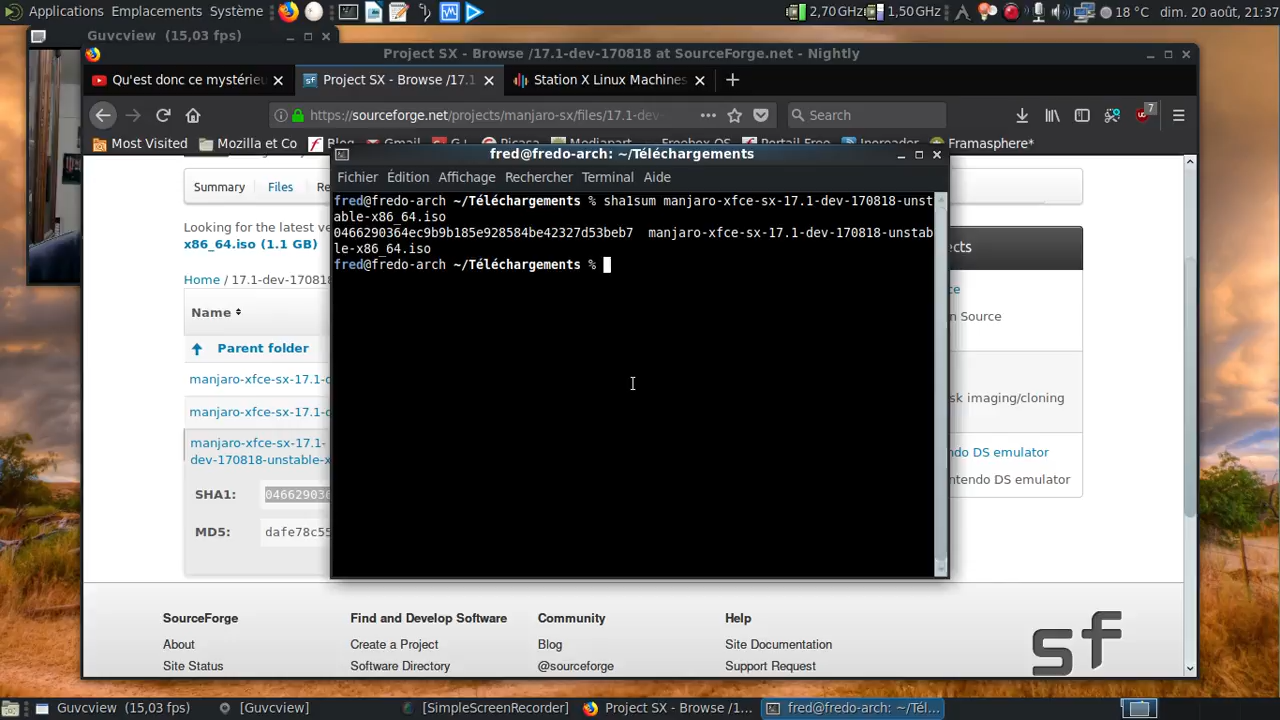 Applications Emplacements Système 2,70 GHz 1,50 GHz 18 °C dim. 20 août, 21:37
Guvcview (15,03 fps)
Project SX - Browse /17.1-dev-170818 at SourceForge.net - Nightly
Qu'est donc ce mystérieu Project SX - Browse /17.1 Station X Linux Machines
https://sourceforge.net/projects/manjaro-sx/files/17.1-dev- Search 7
Most Visited Mozilla et Co Framasphere*
fred@fredo-arch: ~/Téléchargements
Fichier Édition Affichage Rechercher Terminal Aide
fred@fredo-arch ~/Téléchargements % sha1sum manjaro-xfce-sx-17.1-dev-170818-unst
able-x86_64.iso
0466290364ec9b9b185e928584be42327d53beb7 manjaro-xfce-sx-17.1-dev-170818-unstab
le-x86_64.iso
fred@fredo-arch ~/Téléchargements %
Summary Files Re
Looking for the latest ve
x86_64.iso (1.1 GB)
Home / 17.1-dev-170818
Name
Parent folder
manjaro-xfce-sx-17.1-d
manjaro-xfce-sx-17.1-d
manjaro-xfce-sx-17.1-
dev-170818-unstable-x
SHA1: 046629036
MD5: dafe78c55
ects
ce
n Source
sk imaging/cloning
ndo DS emulator
ntendo DS emulator
SourceForge Find and Develop Software Community Help
About Create a Project Blog Site Documentation
Site Status Software Directory @sourceforge Support Request
sf
Guvcview (15,03 fps) [Guvcview] [SimpleScreenRecorder] Project SX - Browse /1... fred@fredo-arch: ~/Tél...